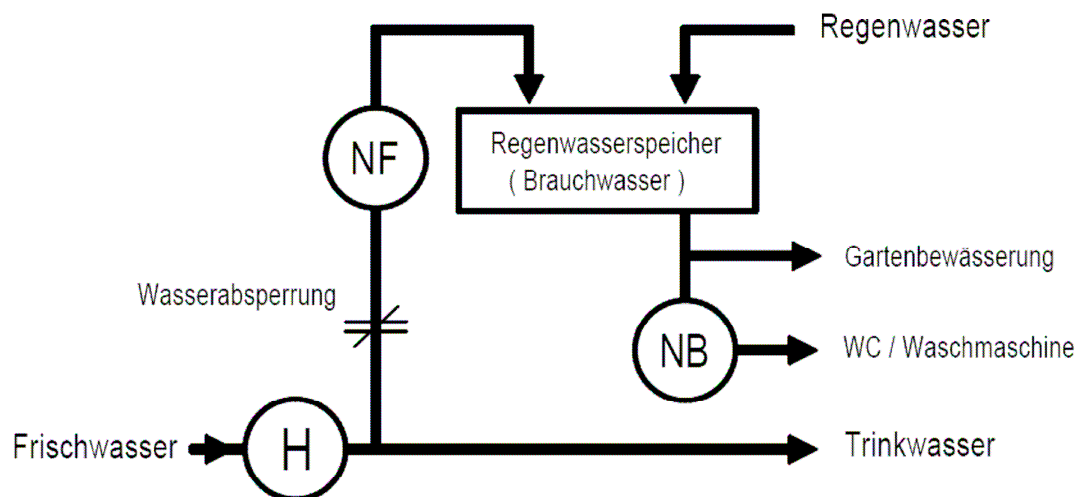 Regenwasser
NF
Regenwasserspeicher
( Brauchwasser )
Gartenbewässerung
Wasserabsperrung
NB
WC / Waschmaschine
Frischwasser
H
Trinkwasser